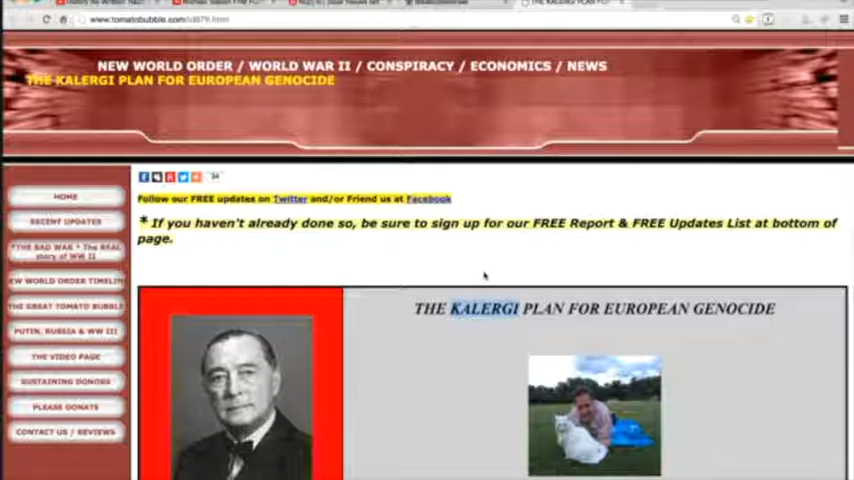 www.tomatobubble.com/id879.html
NEW WORLD ORDER / WORLD WAR II / CONSPIRACY / ECONOMICS / NEWS
THE KALERGI PLAN FOR EUROPEAN GENOCIDE
34
Follow our FREE updates on Twitter and/or Friend us at Facebook
* If you haven't already done so, be sure to sign up for our FREE Report & FREE Updates List at bottom of
page.
HOME
RECENT UPDATES
*THE BAD WAR * The REAL
story of WW II
NEW WORLD ORDER TIMELIN
THE GREAT TOMATO BUBBL
PUTIN, RUSSIA & WW III
THE VIDEO PAGE
SUSTAINING DONORS
PLEASE DONATE
CONTACT US / REVIEWS
THE KALERGI PLAN FOR EUROPEAN GENOCIDE